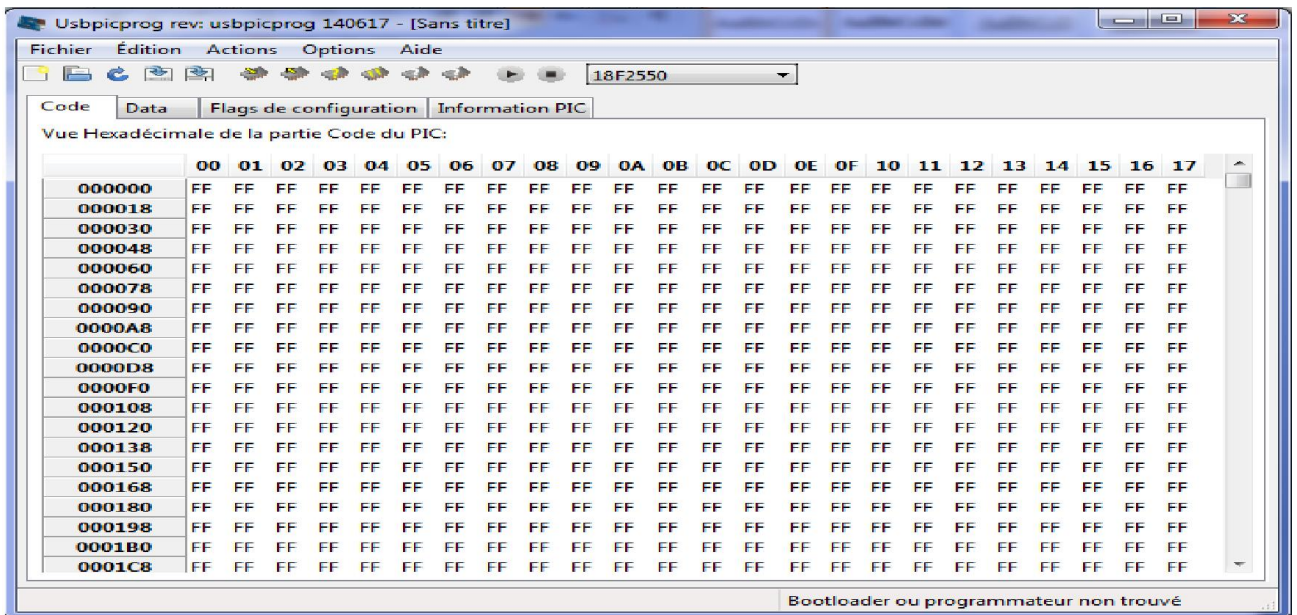 Usbpicprog rev: usbpicprog 140617 - [Sans titre]
Fichier Édition Actions Options Aide
18F2550
Code Data Flags de configuration Information PIC
Vue Hexadécimale de la partie Code du PIC:
00 01 02 03 04 05 06 07 08 09 0A 0B 0C 0D 0E 0F 10 11 12 13 14 15 16 17
000000 FF FF FF FF FF FF FF FF FF FF FF FF FF FF FF FF FF FF FF FF FF FF FF FF
000018 FF FF FF FF FF FF FF FF FF FF FF FF FF FF FF FF FF FF FF FF FF FF FF FF
000030 FF FF FF FF FF FF FF FF FF FF FF FF FF FF FF FF FF FF FF FF FF FF FF FF
000048 FF FF FF FF FF FF FF FF FF FF FF FF FF FF FF FF FF FF FF FF FF FF FF FF
000060 FF FF FF FF FF FF FF FF FF FF FF FF FF FF FF FF FF FF FF FF FF FF FF FF
000078 FF FF FF FF FF FF FF FF FF FF FF FF FF FF FF FF FF FF FF FF FF FF FF FF
000090 FF FF FF FF FF FF FF FF FF FF FF FF FF FF FF FF FF FF FF FF FF FF FF FF
0000A8 FF FF FF FF FF FF FF FF FF FF FF FF FF FF FF FF FF FF FF FF FF FF FF FF
0000C0 FF FF FF FF FF FF FF FF FF FF FF FF FF FF FF FF FF FF FF FF FF FF FF FF
0000D8 FF FF FF FF FF FF FF FF FF FF FF FF FF FF FF FF FF FF FF FF FF FF FF FF
0000F0 FF FF FF FF FF FF FF FF FF FF FF FF FF FF FF FF FF FF FF FF FF FF FF FF
000108 FF FF FF FF FF FF FF FF FF FF FF FF FF FF FF FF FF FF FF FF FF FF FF FF
000120 FF FF FF FF FF FF FF FF FF FF FF FF FF FF FF FF FF FF FF FF FF FF FF FF
000138 FF FF FF FF FF FF FF FF FF FF FF FF FF FF FF FF FF FF FF FF FF FF FF FF
000150 FF FF FF FF FF FF FF FF FF FF FF FF FF FF FF FF FF FF FF FF FF FF FF FF
000168 FF FF FF FF FF FF FF FF FF FF FF FF FF FF FF FF FF FF FF FF FF FF FF FF
000180 FF FF FF FF FF FF FF FF FF FF FF FF FF FF FF FF FF FF FF FF FF FF FF FF
000198 FF FF FF FF FF FF FF FF FF FF FF FF FF FF FF FF FF FF FF FF FF FF FF FF
0001B0 FF FF FF FF FF FF FF FF FF FF FF FF FF FF FF FF FF FF FF FF FF FF FF FF
0001C8 FF FF FF FF FF FF FF FF FF FF FF FF FF FF FF FF FF FF FF FF FF FF FF FF
Bootloader ou programmateur non trouvé